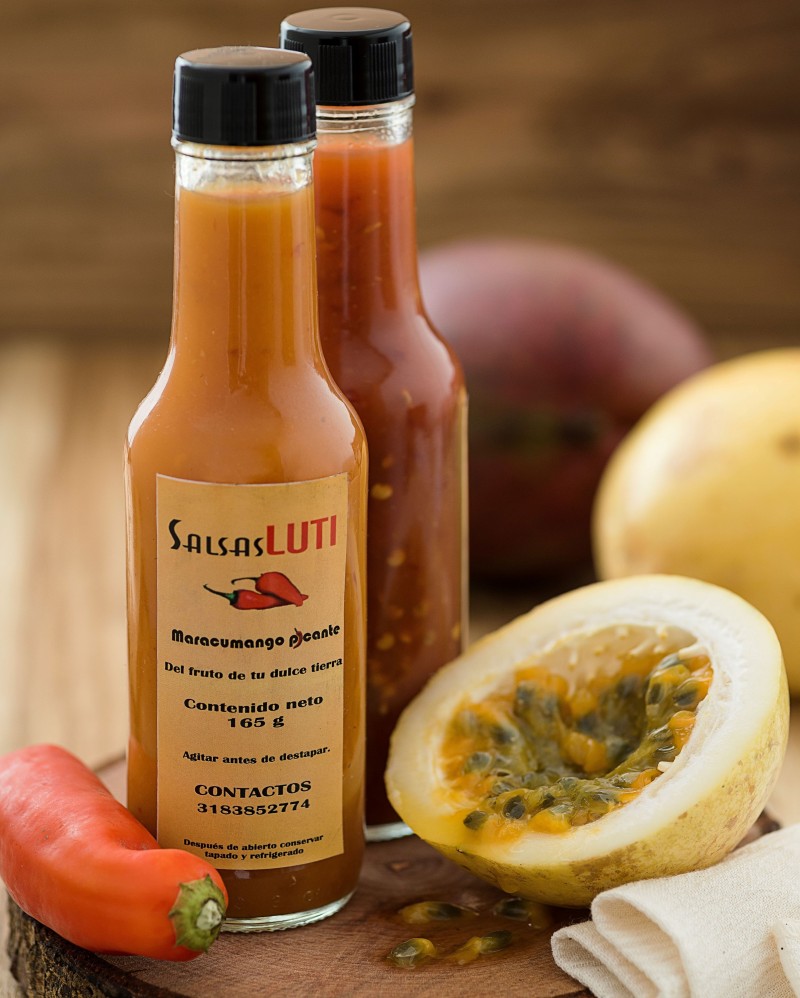 SALSASLUTI
Maracumango picante
Del fruto de tu dulce tierra
Contenido neto
165 g
Agitar antes de destapar.
CONTACTOS
3183852774
Después de abierto conservar
tapado y refrigerado